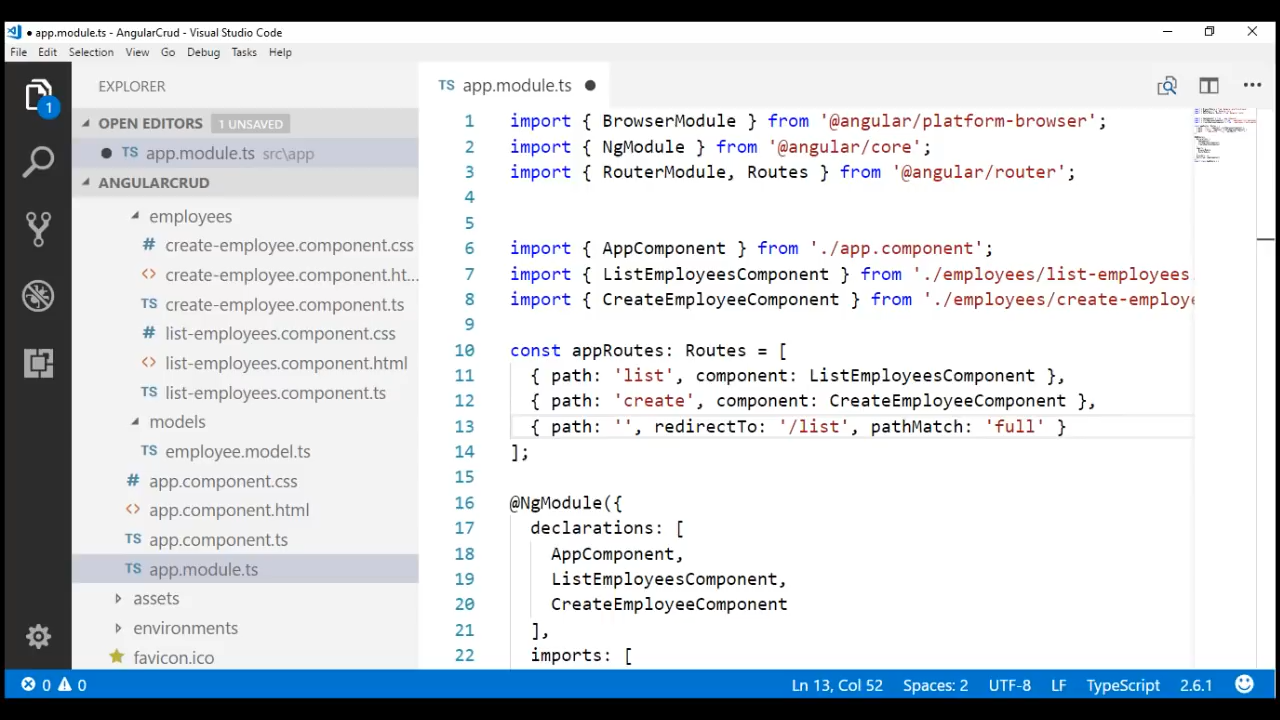 app.module.ts - AngularCrud - Visual Studio Code
File Edit Selection View Go Debug Tasks Help
EXPLORER
OPEN EDITORS 1 UNSAVED
TS app.module.ts src\app
ANGULARCRUD
employees
# create-employee.component.css
<> create-employee.component.ht...
TS create-employee.component.ts
# list-employees.component.css
<> list-employees.component.html
TS list-employees.component.ts
models
TS employee.model.ts
# app.component.css
<> app.component.html
TS app.component.ts
TS app.module.ts
assets
environments
favicon.ico
1
TS app.module.ts
1 import { BrowserModule } from '@angular/platform-browser';
2 import { NgModule } from '@angular/core';
3 import { RouterModule, Routes } from '@angular/router';
4
5
6 import { AppComponent } from './app.component';
7 import { ListEmployeesComponent } from './employees/list-employees.
8 import { CreateEmployeeComponent } from './employees/create-employe
9
10 const appRoutes: Routes = [
11 { path: 'list', component: ListEmployeesComponent },
12 { path: 'create', component: CreateEmployeeComponent },
13 { path: '', redirectTo: '/list', pathMatch: 'full' }
14 ];
15
16 @NgModule({
17 declarations: [
18 AppComponent,
19 ListEmployeesComponent,
20 CreateEmployeeComponent
21 ],
22 imports: [
0 0 Ln 13, Col 52 Spaces: 2 UTF-8 LF TypeScript 2.6.1